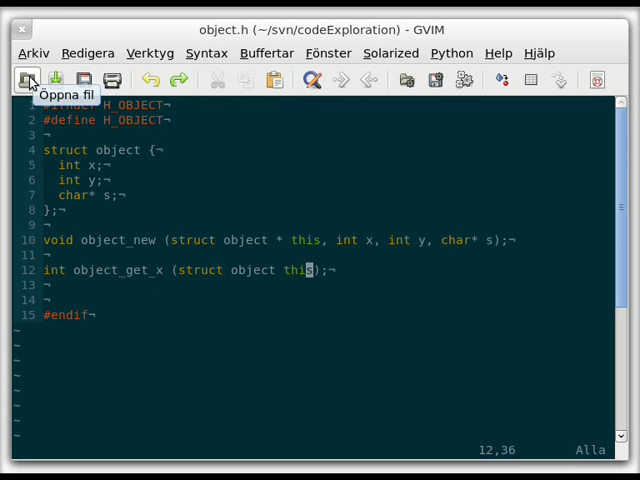 object.h (~/svn/codeExploration) - GVIM
Arkiv Redigera Verktyg Syntax Buffertar Fönster Solarized Python Help Hjälp
Öppna fil
1 #ifndef H_OBJECT¬
2 #define H_OBJECT¬
3 ¬
4 struct object {¬
5 int x;¬
6 int y;¬
7 char* s;¬
8 };¬
9 ¬
10 void object_new (struct object * this, int x, int y, char* s);¬
11 ¬
12 int object_get_x (struct object this);¬
13 ¬
14 ¬
15 #endif¬
~
~
~
~
~
~
~
~
12,36 Alla